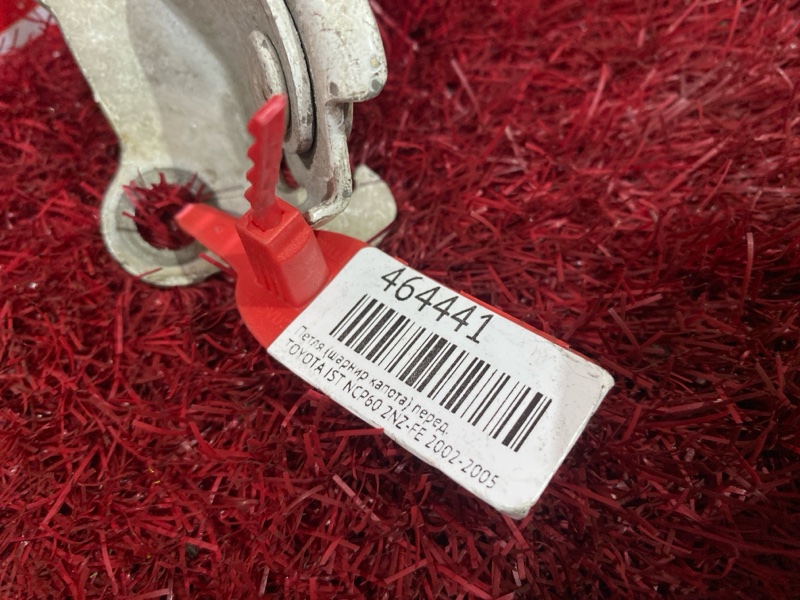 464441
Петля (шарнир капота) перед.
TOYOTA IST NCP60 2NZ-FE 2002-2005